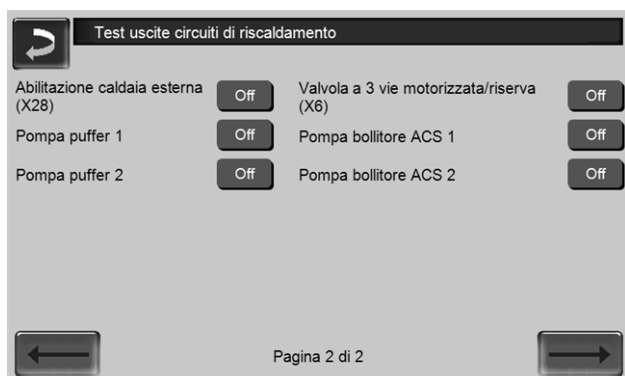 Test uscite circuiti di riscaldamento
Abilitazione caldaia esterna
(X28)
Off
Valvola a 3 vie motorizzata/riserva
(X6)
Off
Pompa puffer 1
Off
Pompa bollitore ACS 1
Off
Pompa puffer 2
Off
Pompa bollitore ACS 2
Off
Pagina 2 di 2